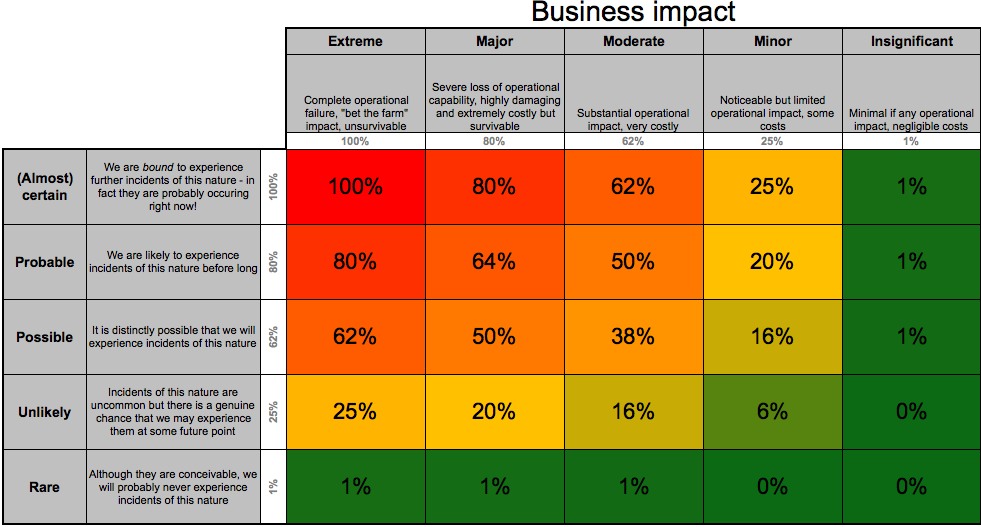 Business impact
Extreme Major Moderate Minor Insignificant
Complete operational
failure, "bet the farm"
impact, unsurvivable
Severe loss of operational
capability, highly damaging
and extremely costly but
survivable
Substantial operational
impact, very costly
Noticeable but limited
operational impact, some
costs
Minimal if any operational
impact, negligible costs
100% 80% 62% 25% 1%
(Almost)
certain
We are bound to experience
further incidents of this nature - in
fact they are probably occuring
right now!
100%
100% 80% 62% 25% 1%
Probable
We are likely to experience
incidents of this nature before long
80%
80% 64% 50% 20% 1%
Possible
It is distinctly possible that we will
experience incidents of this nature
62%
62% 50% 38% 16% 1%
Unlikely
Incidents of this nature are
uncommon but there is a genuine
chance that we may experience
them at some future point
25%
25% 20% 16% 6% 0%
Rare
Although they are conceivable, we
will probably never experience
incidents of this nature
1%
1% 1% 1% 0% 0%